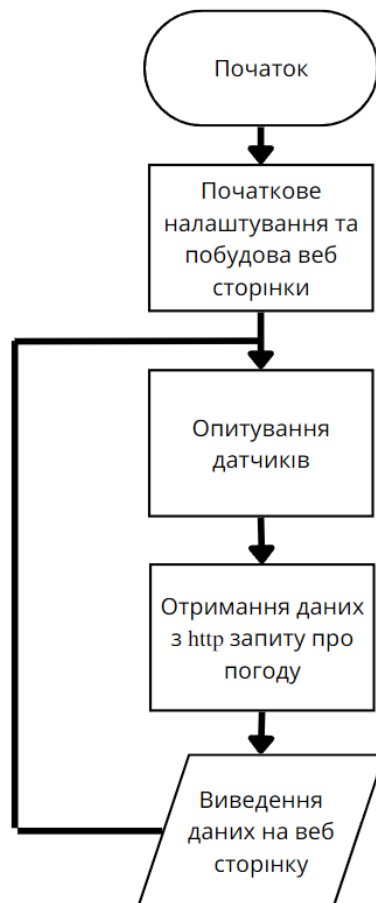 Початок
Початкове
налаштування та
побудова веб
сторінки
Опитування
датчиків
Отримання даних
з http запиту про
погоду
Виведення
даних на веб
сторінку